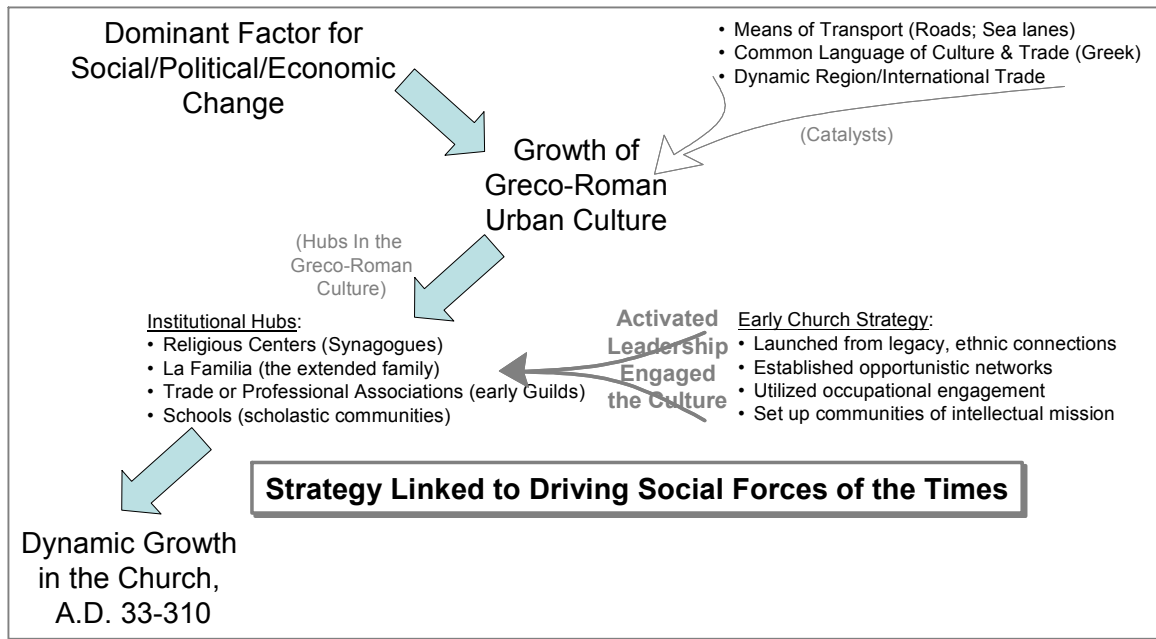 Dominant Factor for
Social/Political/Economic
Change
• Means of Transport (Roads; Sea lanes)
• Common Language of Culture & Trade (Greek)
• Dynamic Region/International Trade
(Catalysts)
Growth of
Greco-Roman
Urban Culture
(Hubs In the
Greco-Roman
Culture)
Institutional Hubs:
• Religious Centers (Synagogues)
• La Familia (the extended family)
• Trade or Professional Associations (early Guilds)
• Schools (scholastic communities)
Activated
Leadership
Engaged
the Culture
Early Church Strategy:
• Launched from legacy, ethnic connections
• Established opportunistic networks
• Utilized occupational engagement
• Set up communities of intellectual mission
Strategy Linked to Driving Social Forces of the Times
Dynamic Growth
in the Church,
A.D. 33-310